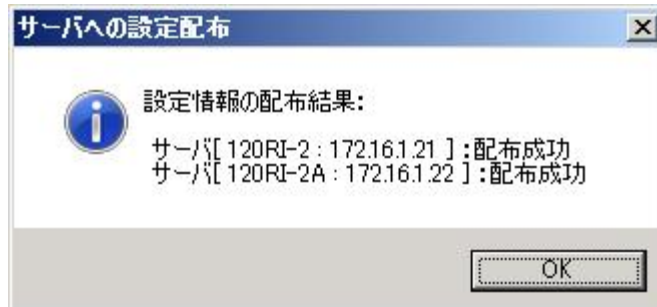 サーバへの設定配布
設定情報の配布結果:
サーバ[ 120RI-2 : 172.16.1.21 ] :配布成功
サーバ[ 120RI-2A : 172.16.1.22 ] :配布成功
OK